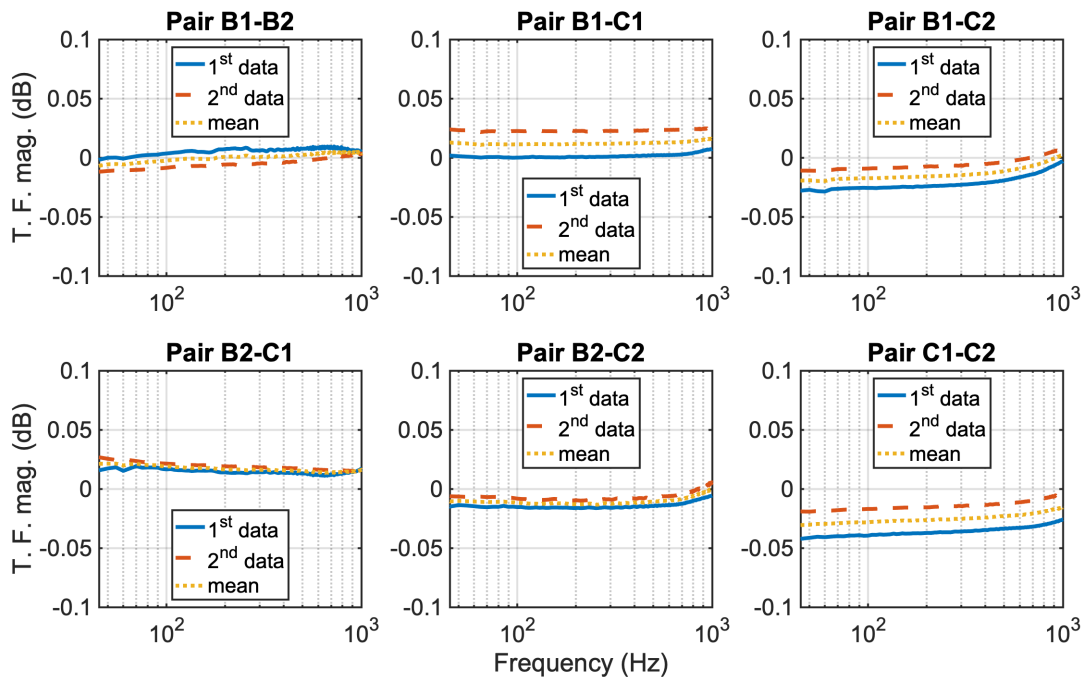 Pair B1-B2
Pair B1-C1
Pair B1-C2
T. F. mag. (dB)
0.1
0.05
0
-0.05
-0.1
1st data
2nd data
mean
10^2
10^3
0.1
0.05
0
-0.05
-0.1
1st data
2nd data
mean
10^2
10^3
0.1
0.05
0
-0.05
-0.1
1st data
2nd data
mean
10^2
10^3
Pair B2-C1
Pair B2-C2
Pair C1-C2
T. F. mag. (dB)
0.1
0.05
0
-0.05
-0.1
1st data
2nd data
mean
10^2
10^3
0.1
0.05
0
-0.05
-0.1
1st data
2nd data
mean
10^2
10^3
0.1
0.05
0
-0.05
-0.1
1st data
2nd data
mean
10^2
10^3
Frequency (Hz)